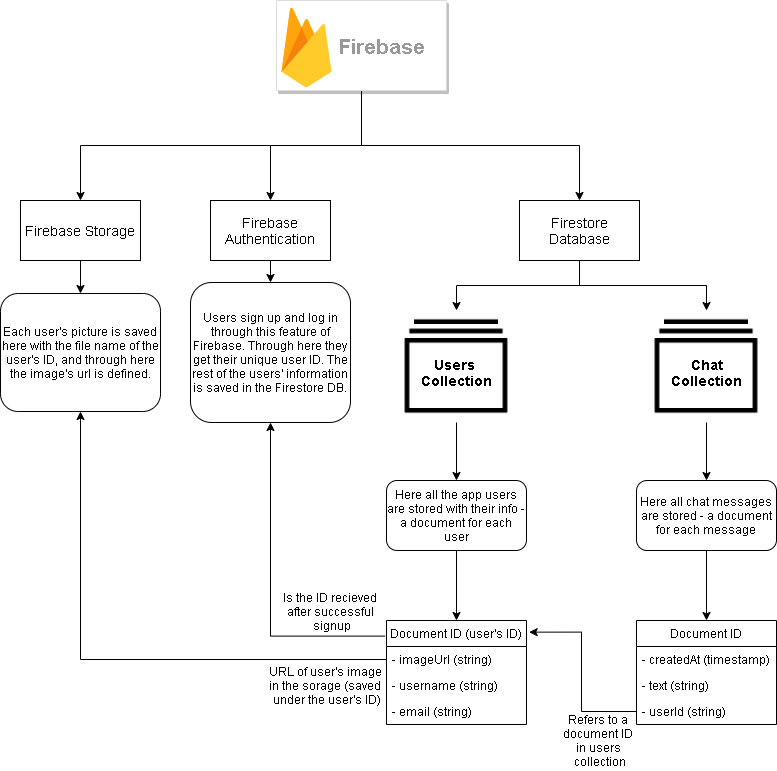 Firebase
Firebase Storage
Firebase
Authentication
Firestore
Database
Each user's picture is saved
here with the file name of the
user's ID, and through here
the image's url is defined.
Users sign up and log in
through this feature of
Firebase. Through here they
get their unique user ID. The
rest of the users' information
is saved in the Firestore DB.
Users
Collection
Chat
Collection
Here all the app users
are stored with their info -
a document for each
user
Here all chat messages
are stored - a document
for each message
Is the ID recieved
after successful
signup
Document ID (user's ID)
- imageUrl (string)
- username (string)
- email (string)
URL of user's image
in the sorage (saved
under the user's ID)
Document ID
- createdAt (timestamp)
- text (string)
- userId (string)
Refers to a
document ID
in users
collection